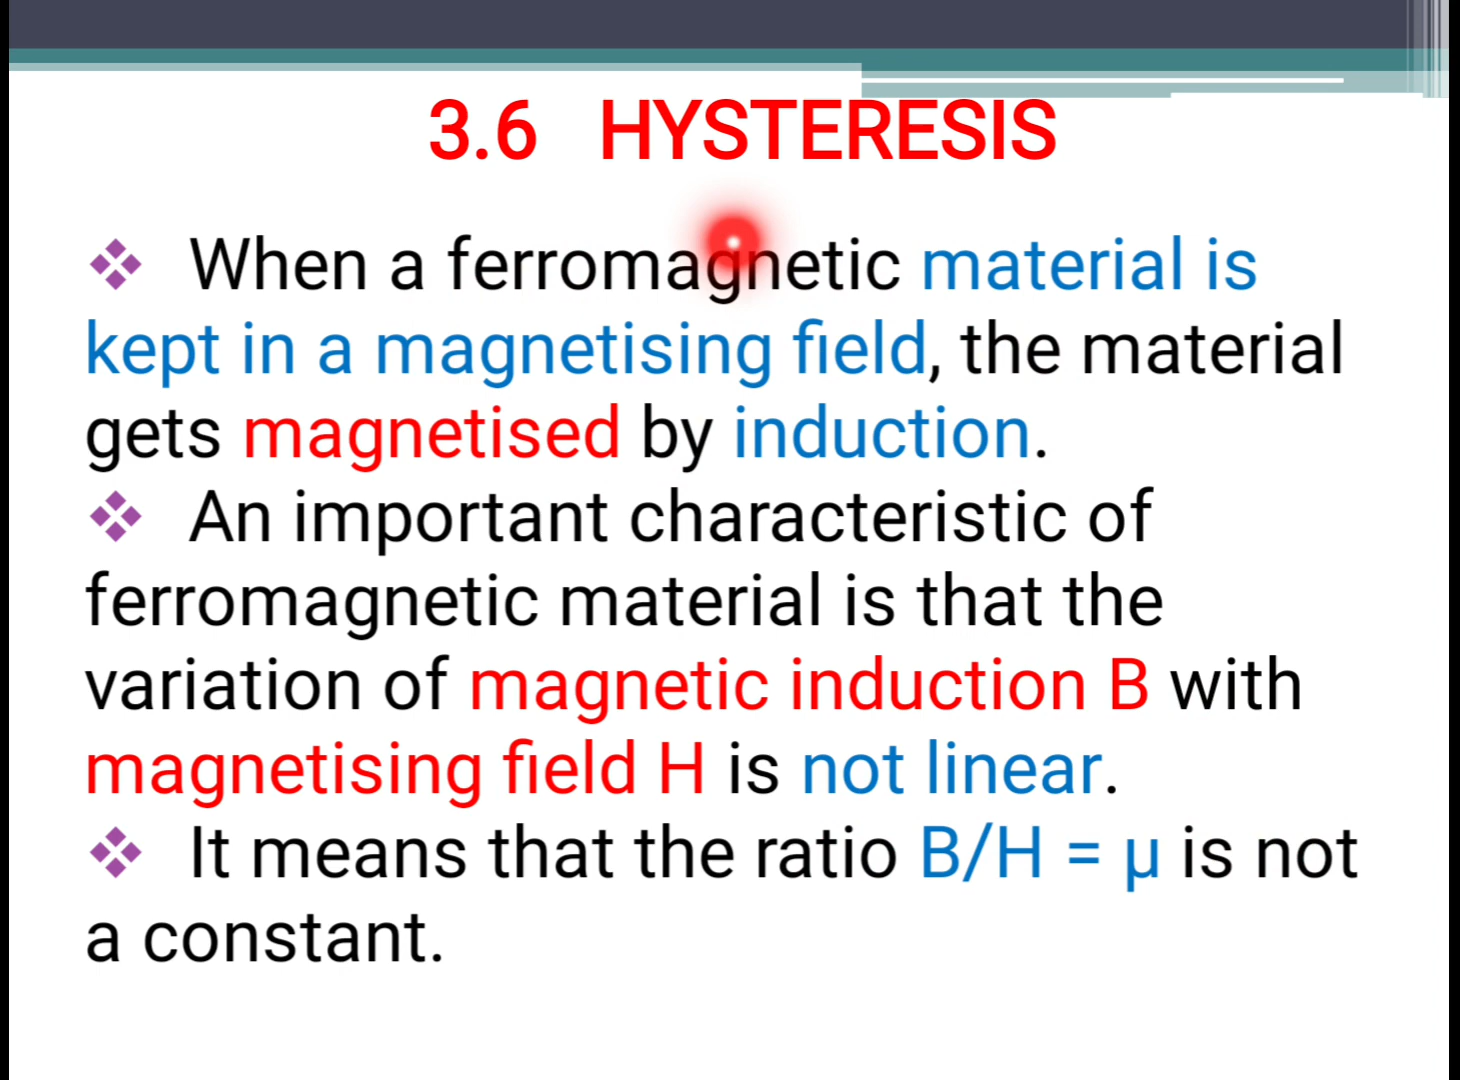 3.6 HYSTERESIS
❖ When a ferromagnetic material is
kept in a magnetising field, the material
gets magnetised by induction.
❖ An important characteristic of
ferromagnetic material is that the
variation of magnetic induction B with
magnetising field H is not linear.
❖ It means that the ratio B/H = μ is not
a constant.